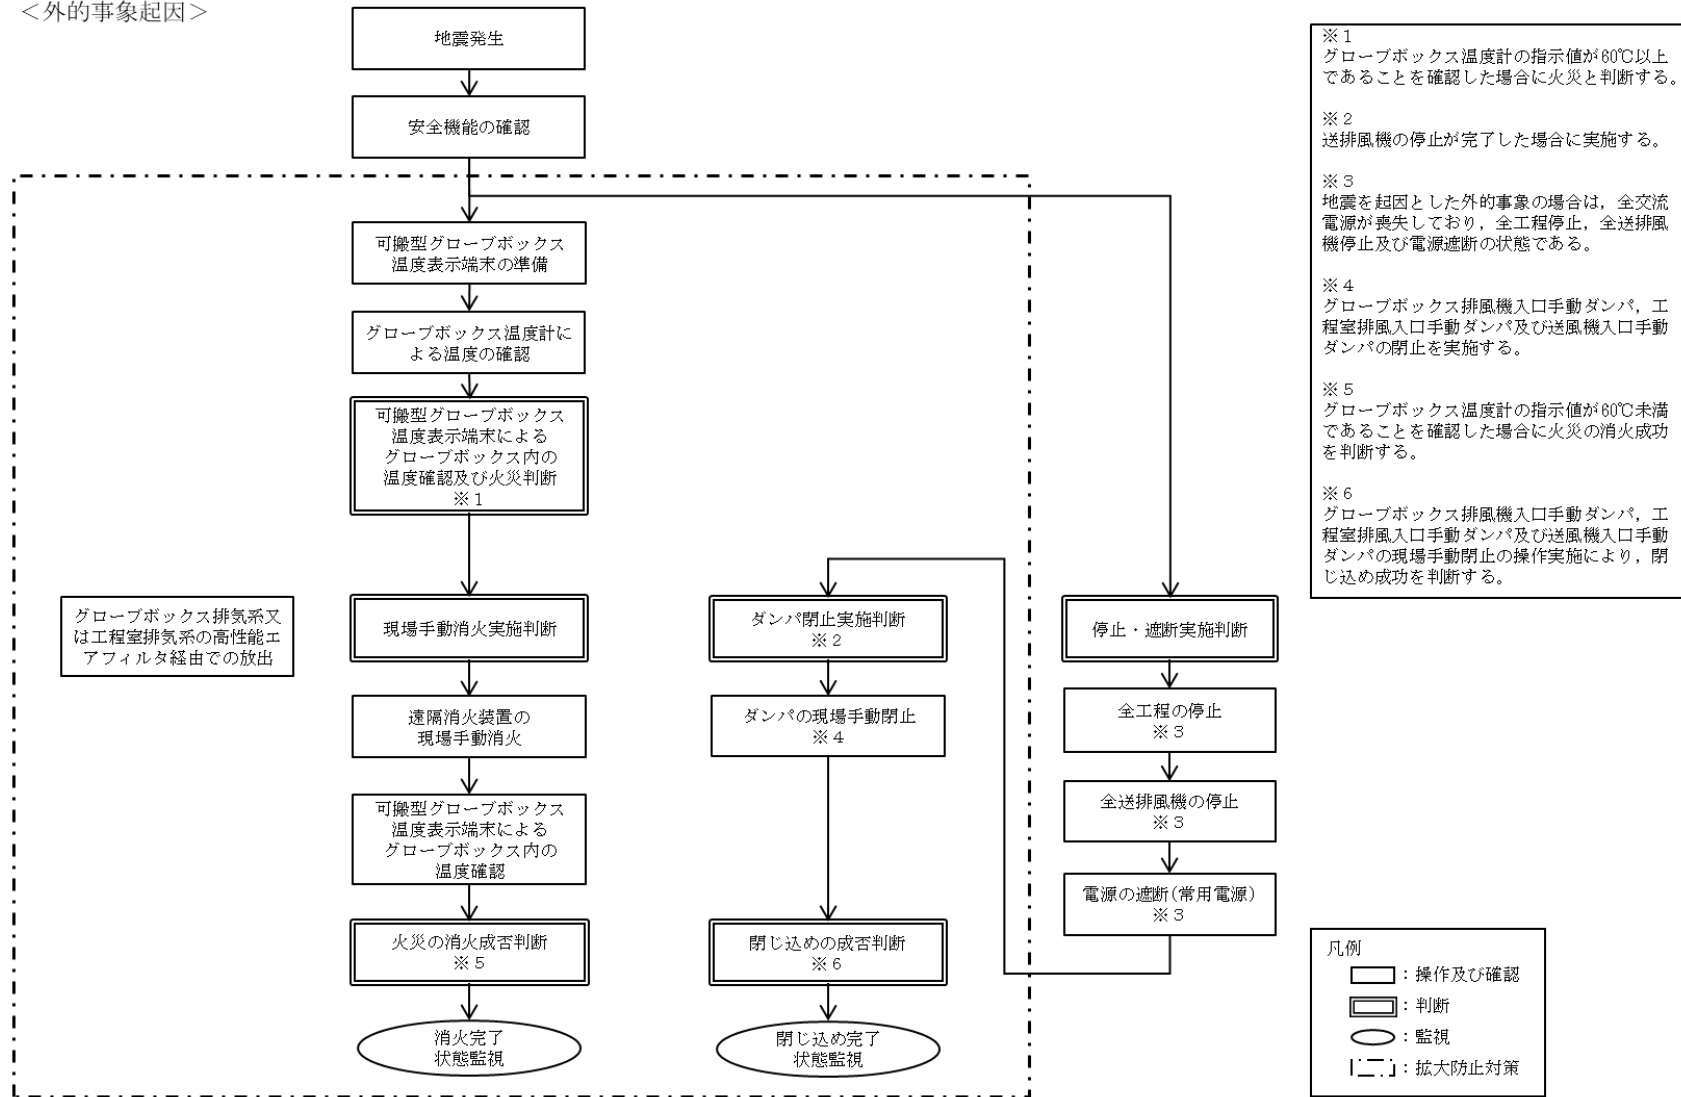 ＜外的事象起因＞
地震発生
安全機能の確認
可搬型グローブボックス
温度表示端末の準備
グローブボックス温度計に
よる温度の確認
可搬型グローブボックス
温度表示端末による
グローブボックス内の
温度確認及び火災判断
※１
グローブボックス排気系又
は工程室排気系の高性能エ
アフィルタ経由での放出
現場手動消火実施判断
遠隔消火装置の
現場手動消火
可搬型グローブボックス
温度表示端末による
グローブボックス内の
温度確認
火災の消火成否判断
※５
消火完了
状態監視
ダンパ閉止実施判断
※２
ダンパの現場手動閉止
※４
閉じ込めの成否判断
※６
閉じ込め完了
状態監視
停止・遮断実施判断
全工程の停止
※３
全送排風機の停止
※３
電源の遮断(常用電源)
※３
※１
グローブボックス温度計の指示値が60℃以上
であることを確認した場合に火災と判断する。
※２
送排風機の停止が完了した場合に実施する。
※３
地震を起因とした外的事象の場合は，全交流
電源が喪失しており，全工程停止，全送排風
機停止及び電源遮断の状態である。
※４
グローブボックス排風機入口手動ダンパ，工
程室排風入口手動ダンパ及び送風機入口手動
ダンパの閉止を実施する。
※５
グローブボックス温度計の指示値が60℃未満
であることを確認した場合に火災の消火成功
を判断する。
※６
グローブボックス排風機入口手動ダンパ，工
程室排風入口手動ダンパ及び送風機入口手動
ダンパの現場手動閉止の操作実施により，閉
じ込め成功を判断する。
凡例
：操作及び確認
：判断
：監視
：拡大防止対策